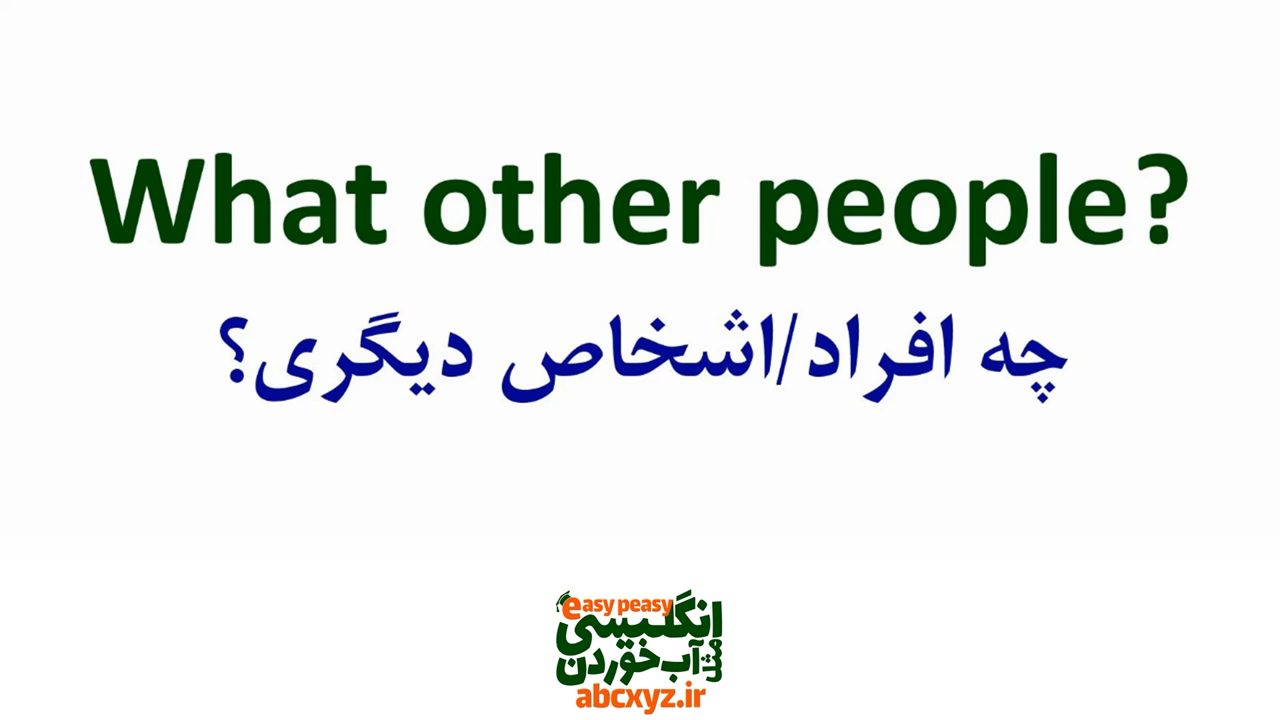 What other people?
چه افراد/اشخاص دیگری؟
easy peasy
انگلیسی
مثل آب خوردن
abcxyz.ir